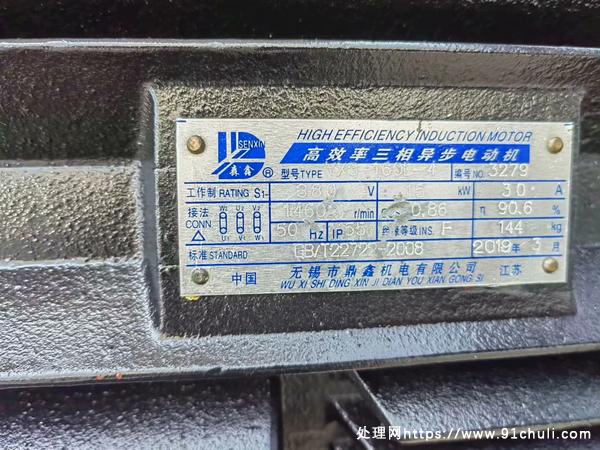 HIGH EFFICIENCY INDUCTION MOTOR
SENXIN
高效率三相异步电动机
鼎鑫
型号TYPE 160L-4 编号NO. 3279
工作制 RATING S1- 380 V kW 30 A
接法 W2 U2 V2 1460 r/min 0.86 η 90.6 %
CONN U1 V1 W1 50 Hz IP 55 绝缘等级INS. F 144 kg
标准STANDARD GB/T2272 -2008 2018 年 3 月
中国 无锡市鼎鑫机电有限公司 江苏
WU XI SHI DING XIN JI DIAN YOU XIAN GONG SI
处理网https://www.91chuli.com/